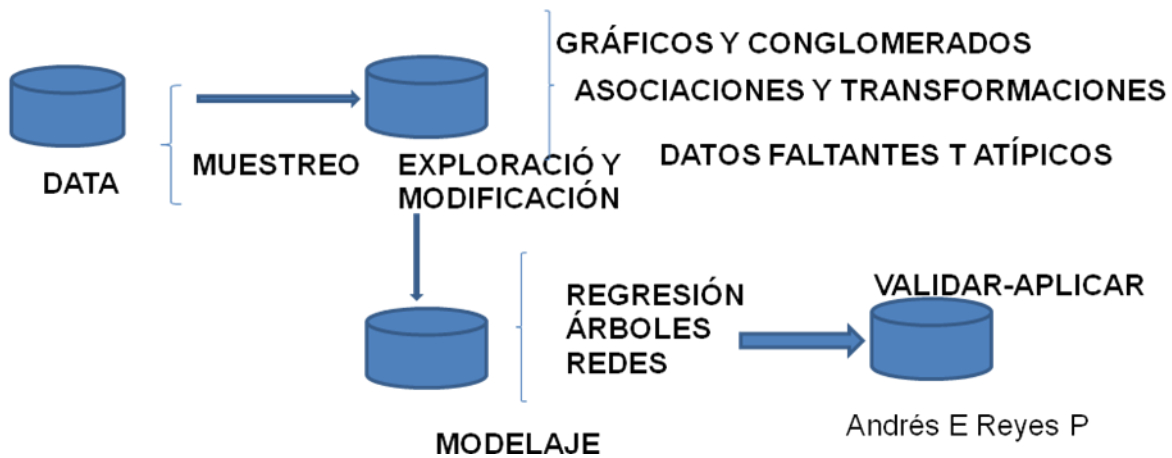 GRÁFICOS Y CONGLOMERADOS
ASOCIACIONES Y TRANSFORMACIONES
DATOS FALTANTES T ATÍPICOS
DATA
MUESTREO
EXPLORACIÓ Y
MODIFICACIÓN
REGRESIÓN
ÁRBOLES
REDES
VALIDAR-APLICAR
MODELAJE
Andrés E Reyes P